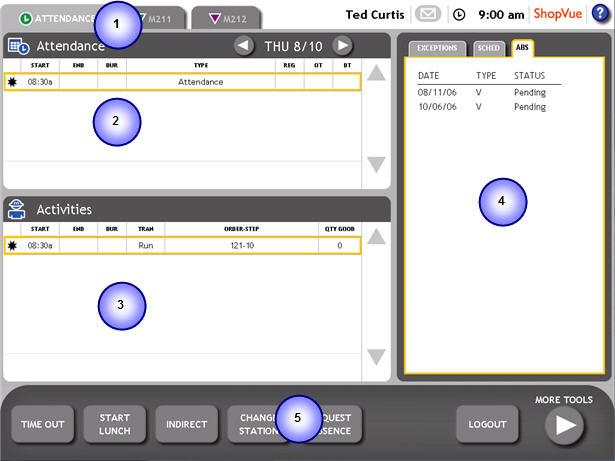 ATTENDANCE 1 M211 M212 Ted Curtis 9:00 am ShopVue ?
Attendance THU 8/10
START END DUR TYPE REG OT DT
08:30a Attendance
2
Activities
START END DUR TRAN ORDER-STEP QTY GOOD
08:30a Run 121-10 0
3
EXCEPTIONS SCHED ABS
DATE TYPE STATUS
08/11/06 V Pending
10/06/06 V Pending
4
MORE TOOLS
TIME OUT START LUNCH INDIRECT CHANGE STATION 5 LOGOUT